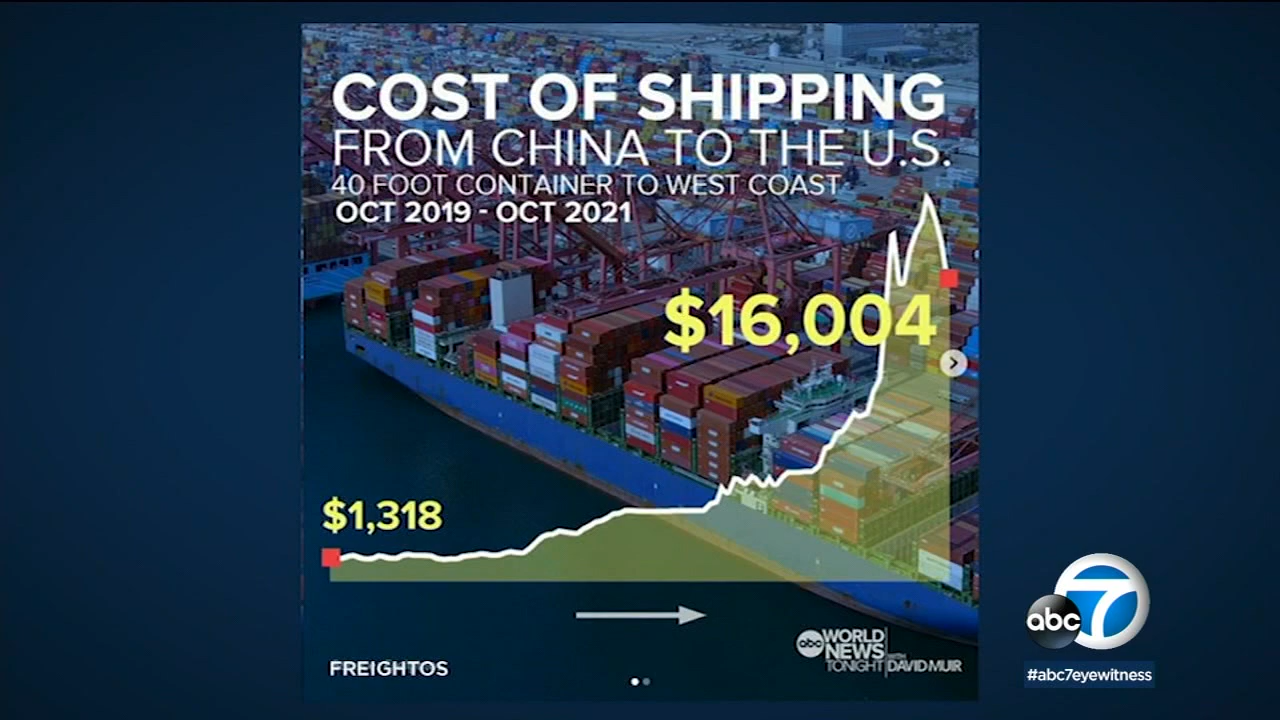 COST OF SHIPPING
FROM CHINA TO THE U.S.
40 FOOT CONTAINER TO WEST COAST
OCT 2019 - OCT 2021
$16,004
$1,318
FREIGHTOS
abc WORLD
NEWS
TONIGHT WITH DAVID MUIR
abc 7
#abc7eyewitness